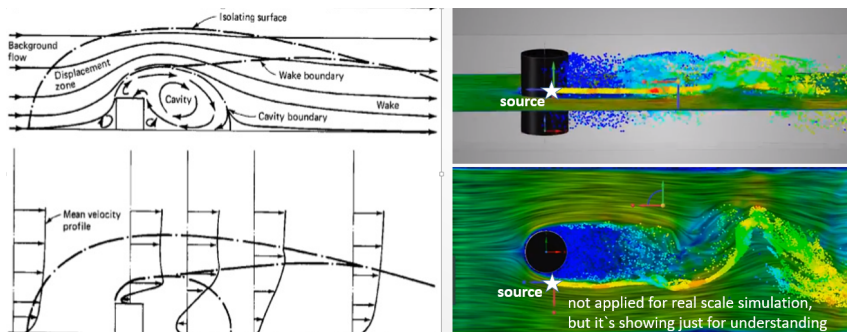 Isolating surface
Background
flow
Displacement
zone
Wake boundary
Cavity
Wake
Cavity boundary
Mean velocity
profile
source
source
not applied for real scale simulation,
but it`s showing just for understanding